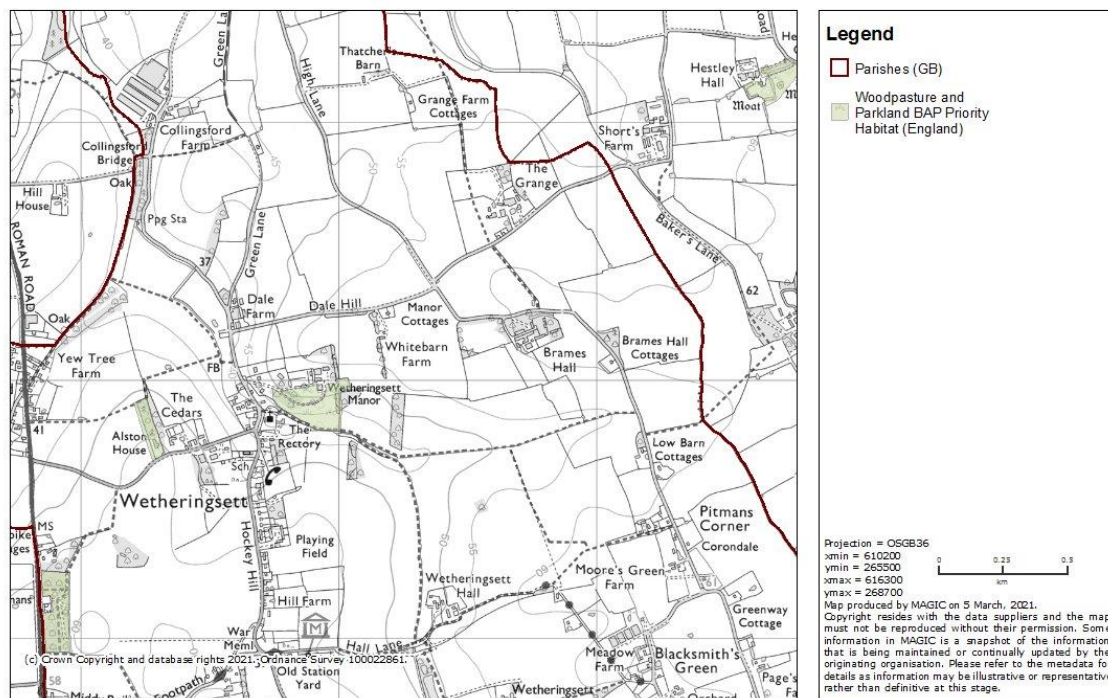 Green La
High Lane
Thatcher's
Barn
Grange Farm
Cottages
Road
Hestley
Hall
Moat
Collingsford
Farm
Collingsford
Bridge
Oak
Short's
Farm
The
Grange
Hill
House
Ppg Sta
ROMAN ROAD
Green Lane
Baker's Lane
37
62
Oak
Dale
Farm
Dale Hill
Manor
Cottages
Whitebarn
Farm
Brames
Hall
Brames Hall
Cottages
Yew Tree
Farm
FB
The
Cedars
Wetheringsett
Manor
41
Alston
House
The
Rectory
Sch
Low Barn
Cottages
Wetheringsett
Pitmans
Corner
Corondale
MS
Playing
Field
Hockey Hill
Wetheringsett
Hall
Moore's Green
Farm
Hill Farm
Greenway
Cottage
War
Meml
Hall Lane
Old Station
Yard
Meadow
Farm
Blacksmith's
Green
(c) Crown Copyright and database rights 2021. Ordnance Survey 100022861.
58
Footpath
Wetheringsett
Page's
Legend
Parishes (GB)
Woodpasture and
Parkland BAP Priority
Habitat (England)
Projection = OSGB36
xmin = 610200
ymin = 265500
xmax = 616300
ymax = 268700
0 0.25 0.5
km
Map produced by MAGIC on 5 March, 2021.
Copyright resides with the data suppliers and the map
must not be reproduced without their permission. Some
information in MAGIC is a snapshot of the information
that is being maintained or continually updated by the
originating organisation. Please refer to the metadata for
details as information may be illustrative or representative
rather than definitive at this stage.